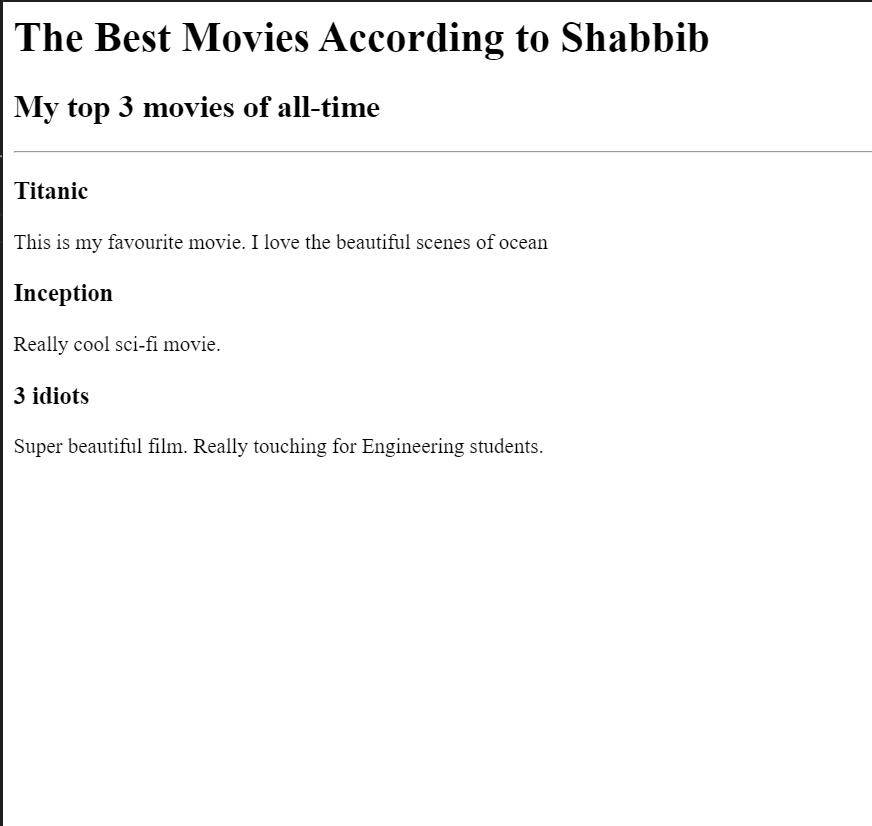 The Best Movies According to Shabbib
My top 3 movies of all-time
Titanic
This is my favourite movie. I love the beautiful scenes of ocean
Inception
Really cool sci-fi movie.
3 idiots
Super beautiful film. Really touching for Engineering students.